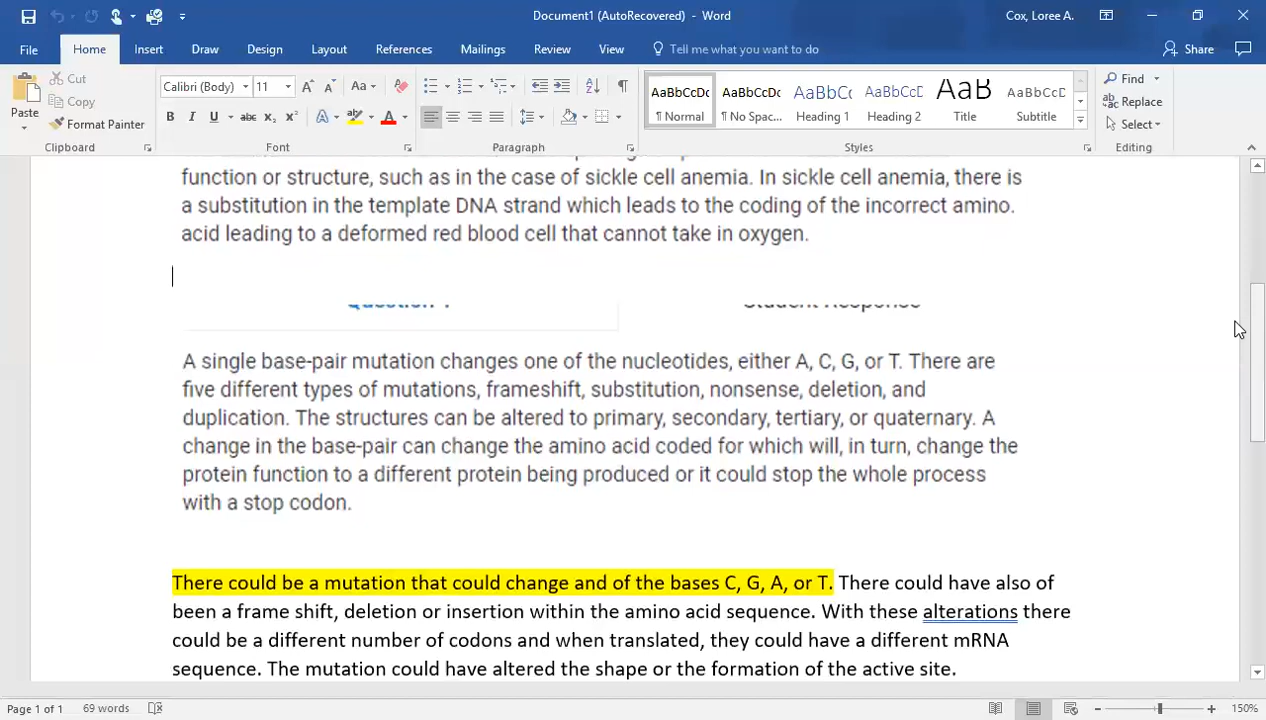 Document1 (AutoRecovered) - Word
Cox, Loree A.
File Home Insert Draw Design Layout References Mailings Review View Tell me what you want to do Share
Paste
Cut
Copy
Format Painter
Calibri (Body) 11
Aa
B I U abc x₂ x²
A A
AaBbCcDc AaBbCcDc AaBbCc AaBbCcD AaB AaBbCcD
¶ Normal ¶ No Spac... Heading 1 Heading 2 Title Subtitle
Find
Replace
Select
Clipboard Font Paragraph Styles Editing
function or structure, such as in the case of sickle cell anemia. In sickle cell anemia, there is
a substitution in the template DNA strand which leads to the coding of the incorrect amino.
acid leading to a deformed red blood cell that cannot take in oxygen.
Student Response
A single base-pair mutation changes one of the nucleotides, either A, C, G, or T. There are
five different types of mutations, frameshift, substitution, nonsense, deletion, and
duplication. The structures can be altered to primary, secondary, tertiary, or quaternary. A
change in the base-pair can change the amino acid coded for which will, in turn, change the
protein function to a different protein being produced or it could stop the whole process
with a stop codon.
There could be a mutation that could change and of the bases C, G, A, or T. There could have also of
been a frame shift, deletion or insertion within the amino acid sequence. With these alterations there
could be a different number of codons and when translated, they could have a different mRNA
sequence. The mutation could have altered the shape or the formation of the active site.
Page 1 of 1 69 words 150%